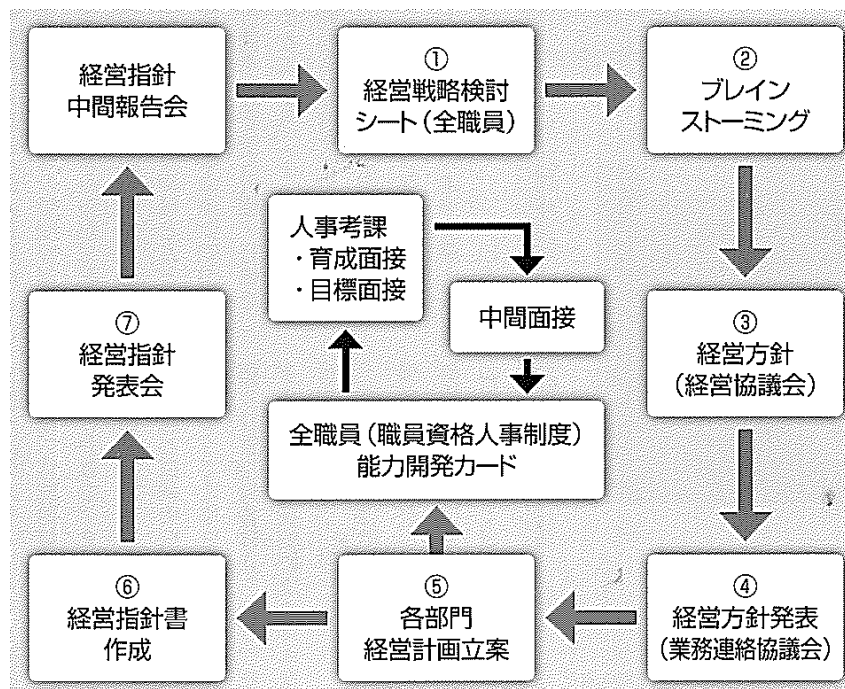 経営指針
中間報告会
①
経営戦略検討
シート(全職員)
②
ブレイン
ストーミング
人事考課
・育成面接
・目標面接
中間面接
⑦
経営指針
発表会
③
経営方針
(経営協議会)
全職員(職員資格人事制度)
能力開発カード
⑥
経営指針書
作成
⑤
各部門
経営計画立案
④
経営方針発表
(業務連絡協議会)